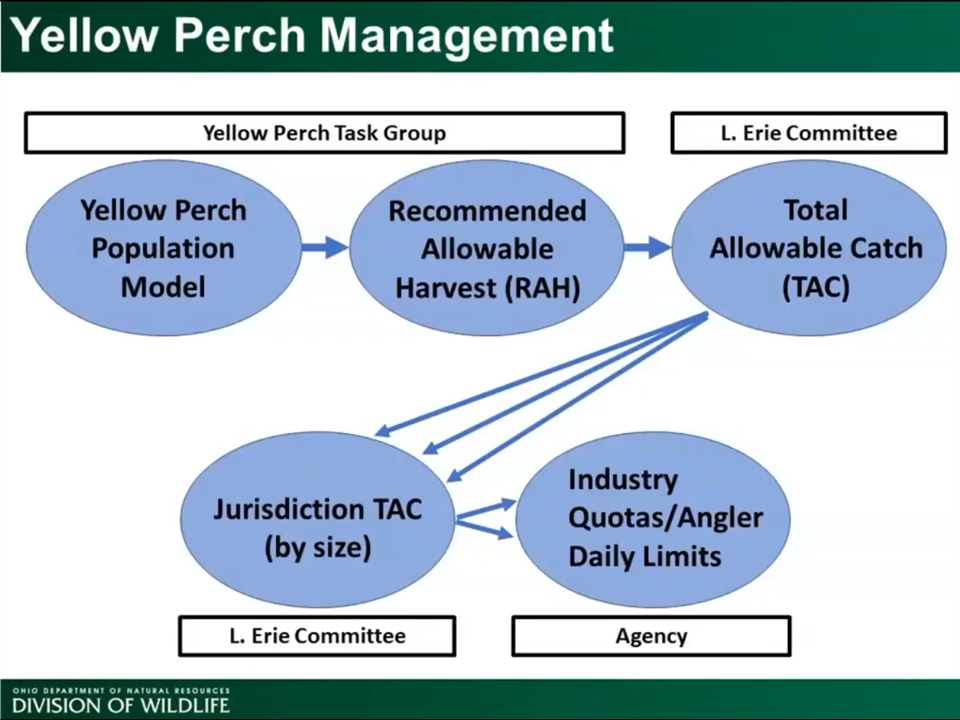 Yellow Perch Management
Yellow Perch Task Group
L. Erie Committee
Yellow Perch
Population
Model
Recommended
Allowable
Harvest (RAH)
Total
Allowable Catch
(TAC)
Jurisdiction TAC
(by size)
Industry
Quotas/Angler
Daily Limits
L. Erie Committee
Agency
OHIO DEPARTMENT OF NATURAL RESOURCES
DIVISION OF WILDLIFE